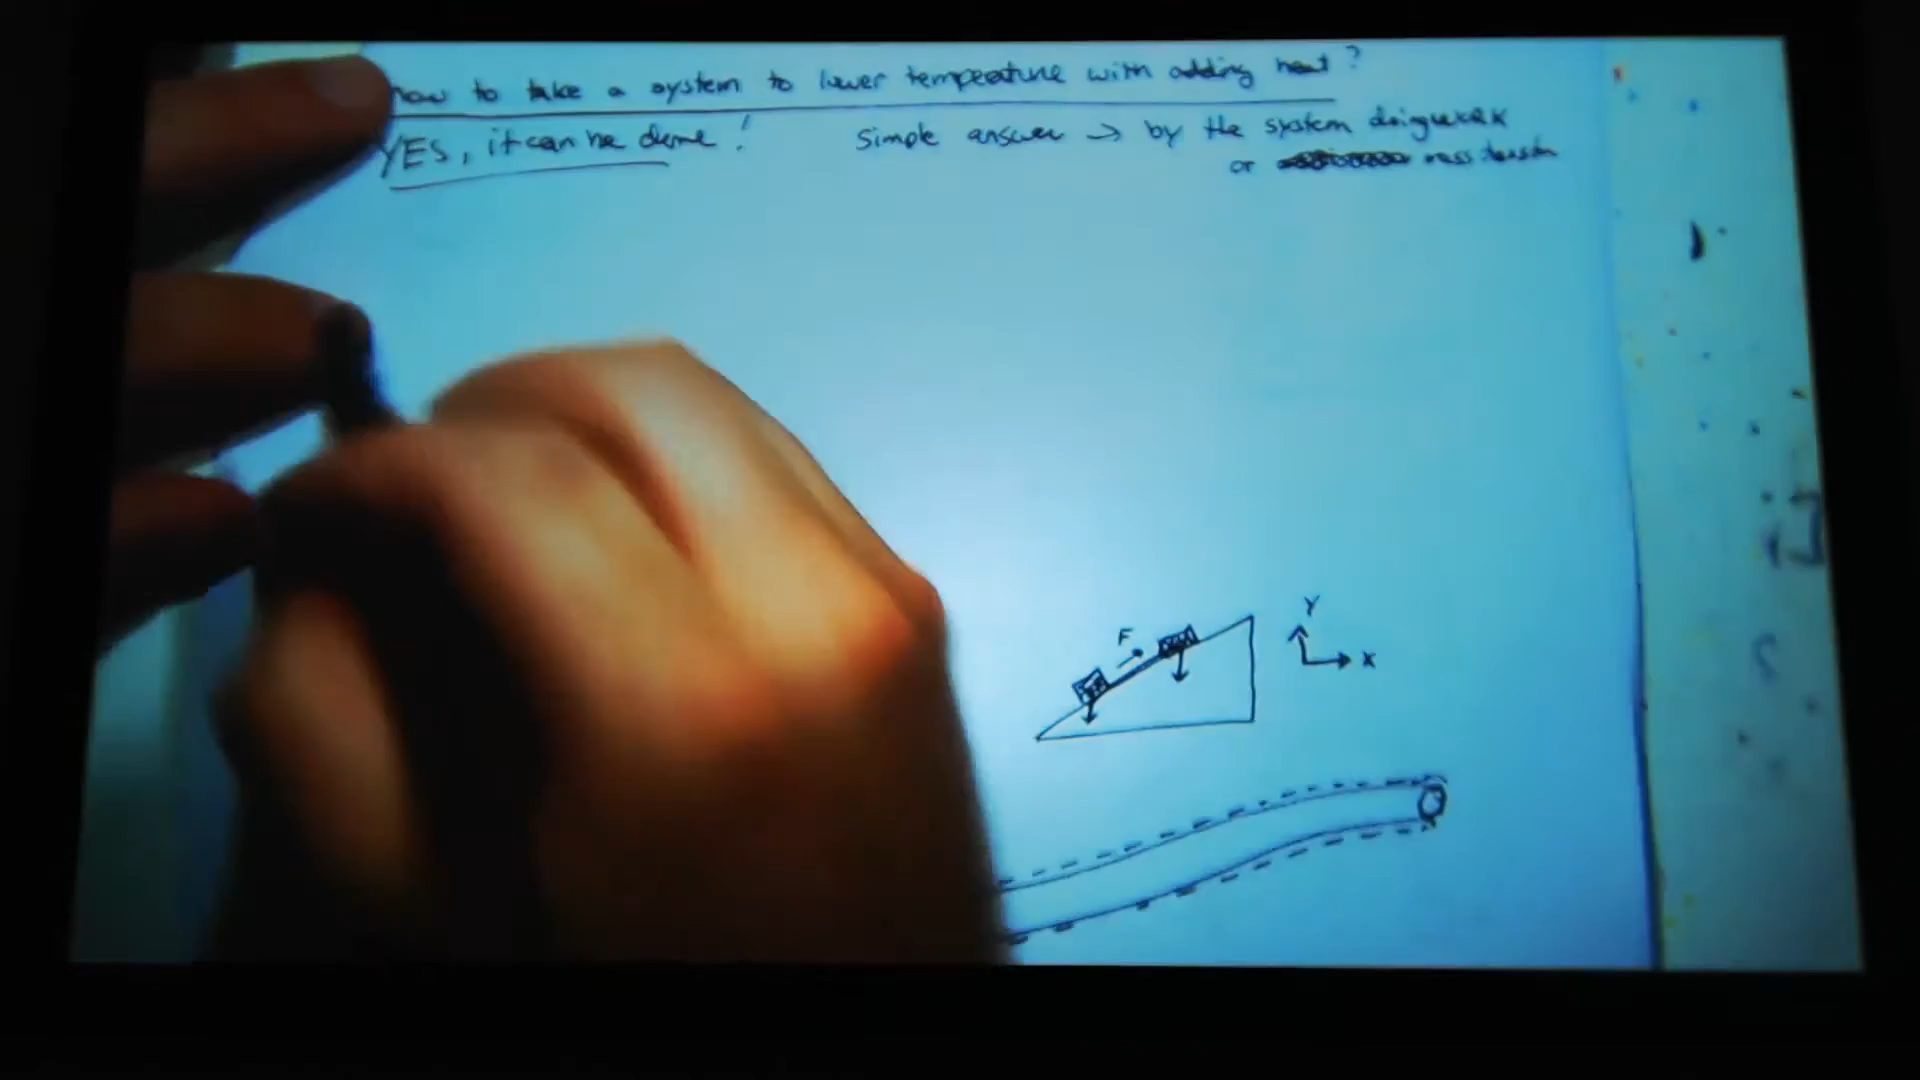 how to take a system to lower temperature with adding heat?
YES, it can be done! Simple answer → by the system doing work
or mass
F
Y
X